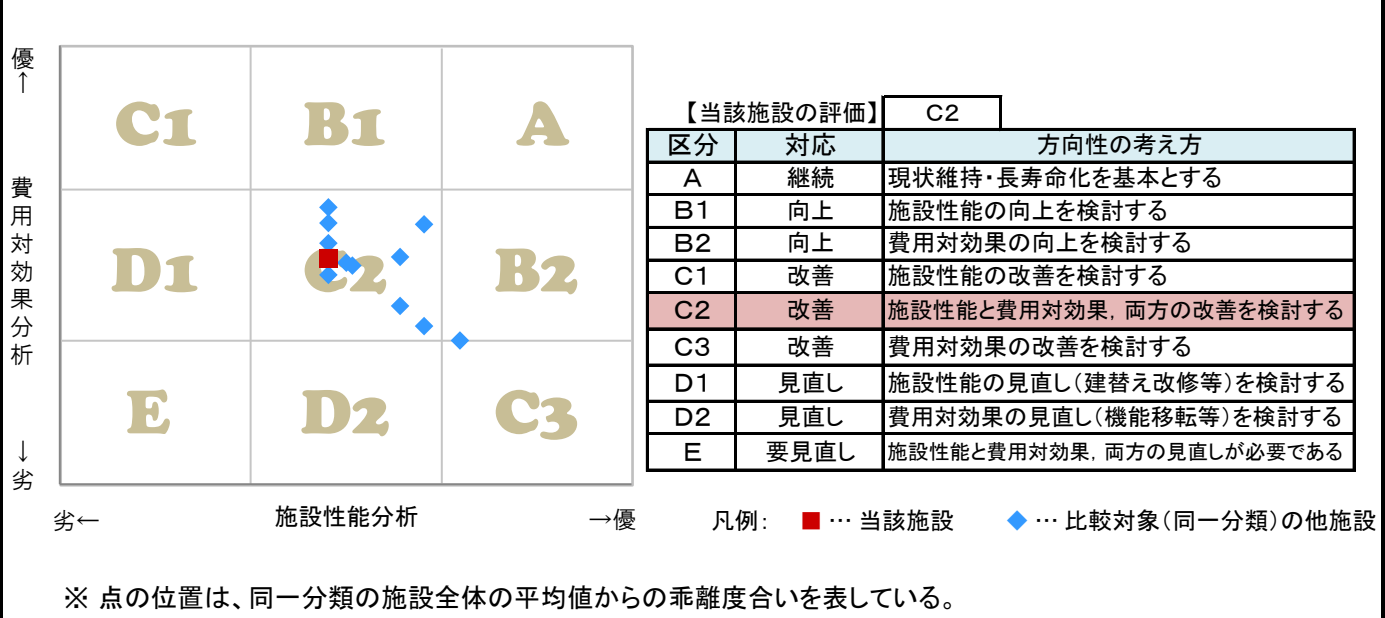 優
↑
費用対効果分析
↓
劣
C1 B1 A
D1 C2 B2
E D2 C3
劣← 施設性能分析 →優
【当該施設の評価】 C2
区分 対応 方向性の考え方
A 継続 現状維持・長寿命化を基本とする
B1 向上 施設性能の向上を検討する
B2 向上 費用対効果の向上を検討する
C1 改善 施設性能の改善を検討する
C2 改善 施設性能と費用対効果，両方の改善を検討する
C3 改善 費用対効果の改善を検討する
D1 見直し 施設性能の見直し（建替え改修等）を検討する
D2 見直し 費用対効果の見直し（機能移転等）を検討する
E 要見直し 施設性能と費用対効果，両方の見直しが必要である
凡例： ■ … 当該施設 ◆ … 比較対象（同一分類）の他施設
※ 点の位置は、同一分類の施設全体の平均値からの乖離度合いを表している。